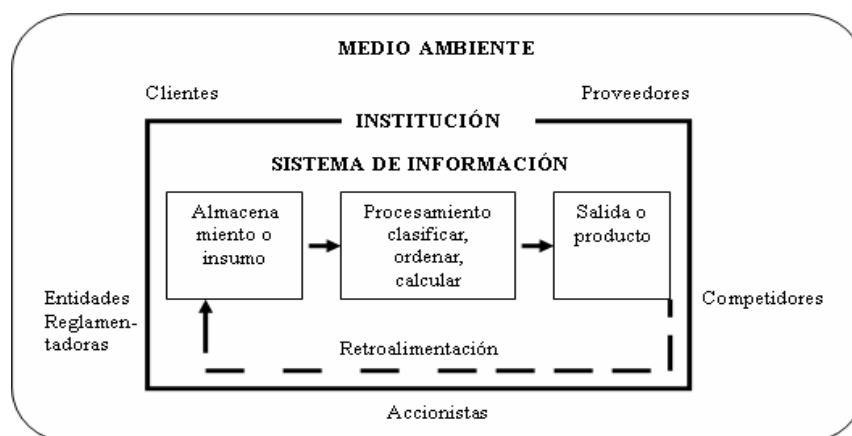 MEDIO AMBIENTE
Clientes
Proveedores
INSTITUCIÓN
SISTEMA DE INFORMACIÓN
Almacena
miento o
insumo
Procesamiento
clasificar,
ordenar,
calcular
Salida o
producto
Entidades
Reglamen-
tadoras
Competidores
Retroalimentación
Accionistas